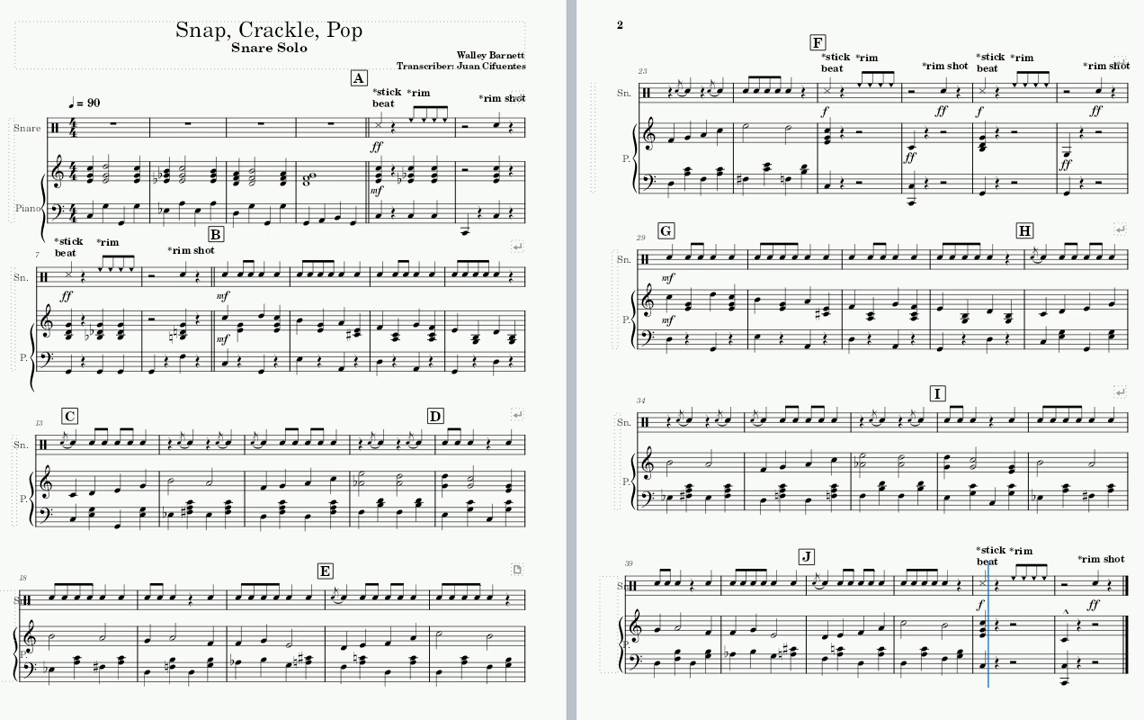 Snap, Crackle, Pop
Snare Solo
Walley Barnett
Transcriber: Juan Cifuentes
A
♩ = 90
*stick
beat
*rim
*rim shot
Snare
ff
mf
Piano
7
*stick
beat
*rim
*rim shot
B
Sn.
ff
mf
mf
P.
13
C
D
Sn.
P.
18
E
S
P.
2
23
F
*stick
beat
*rim
*rim shot
*stick
beat
*rim
*rim shot
Sn.
f
ff
f
ff
P.
ff
ff
29
G
H
Sn.
mf
mf
P.
34
I
Sn.
P.
39
J
*stick
beat
*rim
*rim shot
f
ff
P.